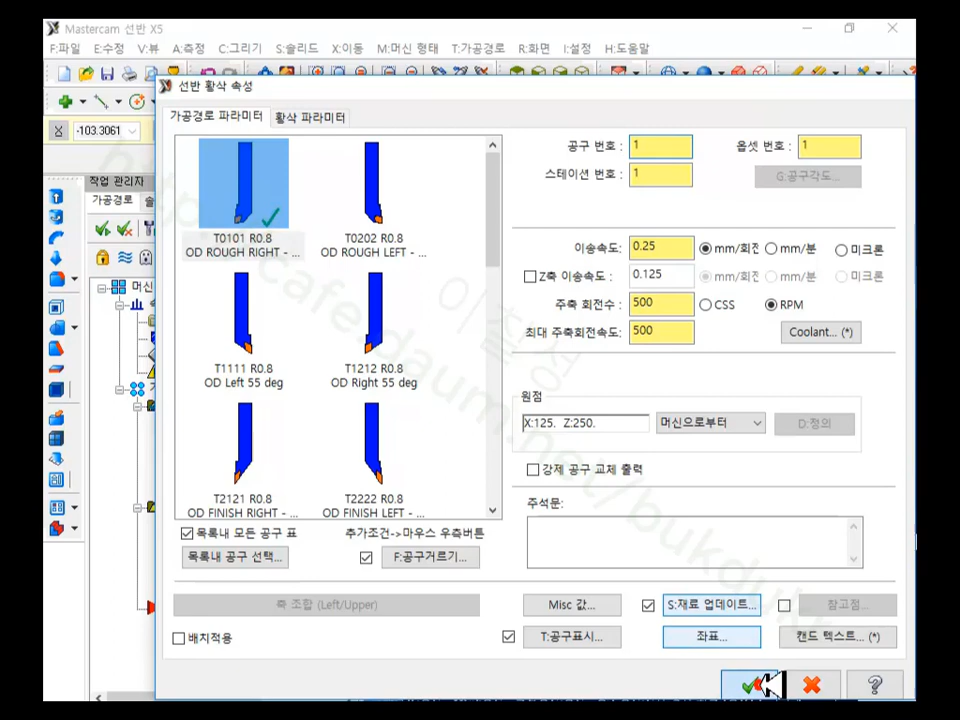 Mastercam 선반 X5
F:파일 E:수정 V:뷰 A:측정 C:그리기 S:솔리드 X:이동 M:머신 형태 T:가공경로 R:화면 I:설정 H:도움말
-103.3061
작업 관리자
가공경로 솔
머신
선반 황삭 속성
가공경로 파라미터 황삭 파라미터
T0101 R0.8 T0202 R0.8
OD ROUGH RIGHT - ... OD ROUGH LEFT - ...
T1111 R0.8 T1212 R0.8
OD Left 55 deg OD Right 55 deg
T2121 R0.8 T2222 R0.8
OD FINISH RIGHT - ... OD FINISH LEFT - ...
목록내 모든 공구 표 추가조건->마우스 우측버튼
목록내 공구 선택... F:공구거르기...
축 조합 (Left/Upper)
배치적용
공구 번호: 1 옵셋 번호: 1
스테이션 번호: 1 G:공구각도...
이송속도: 0.25 mm/회전 mm/분 미크론
Z축 이송속도: 0.125 mm/회전 mm/분 미크론
주축 회전수: 500 CSS RPM
최대 주축회전속도: 500 Coolant... (*)
원점
X:125. Z:250. 머신으로부터 D:정의
강제 공구 교체 출력
주석문:
Misc 값... S:재료 업데이트... 참고점...
T:공구표시... 좌표... 캔드 텍스트... (*)
http://cafe.daum.net/bukduk